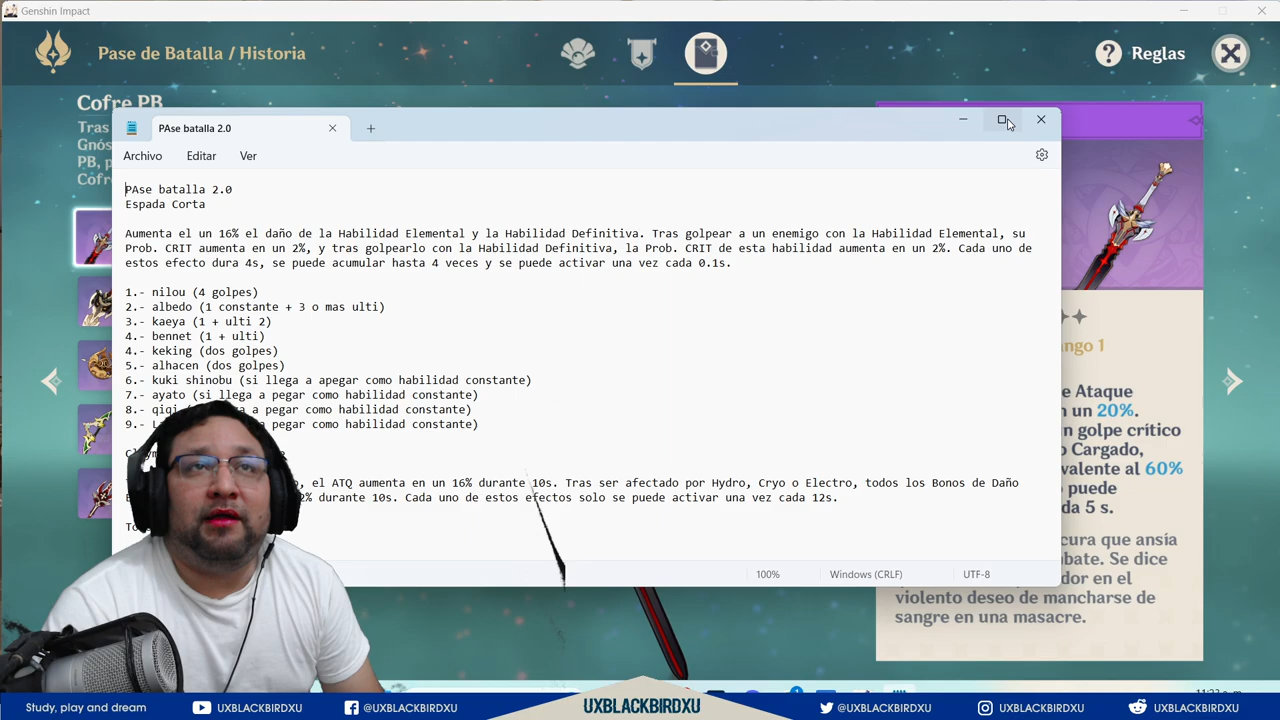 Genshin Impact
Pase de Batalla / Historia
Reglas
Cofre PB
Tras
Gnós
PB, p
Cofre
PAse batalla 2.0
Archivo Editar Ver
PAse batalla 2.0
Espada Corta
Aumenta el un 16% el daño de la Habilidad Elemental y la Habilidad Definitiva. Tras golpear a un enemigo con la Habilidad Elemental, su
Prob. CRIT aumenta en un 2%, y tras golpearlo con la Habilidad Definitiva, la Prob. CRIT de esta habilidad aumenta en un 2%. Cada uno de
estos efecto dura 4s, se puede acumular hasta 4 veces y se puede activar una vez cada 0.1s.
1.- nilou (4 golpes)
2.- albedo (1 constante + 3 o mas ulti)
3.- kaeya (1 + ulti 2)
4.- bennet (1 + ulti)
4.- keking (dos golpes)
5.- alhacen (dos golpes)
6.- kuki shinobu (si llega a apegar como habilidad constante)
7.- ayato (si llega a pegar como habilidad constante)
8.- qiqi a pegar como habilidad constante)
9.- a pegar como habilidad constante)
, el ATQ aumenta en un 16% durante 10s. Tras ser afectado por Hydro, Cryo o Electro, todos los Bonos de Daño
2% durante 10s. Cada uno de estos efectos solo se puede activar una vez cada 12s.
100% Windows (CRLF) UTF-8
ngo 1
e Ataque
n un 20%.
n golpe crítico
o Cargado,
valente al 60%
puede
da 5 s.
cura que ansía
bate. Se dice
dor en el
violento deseo de mancharse de
sangre en una masacre.
Study, play and dream
UXBLACKBIRDXU
@UXBLACKBIRDXU
UXBLACKBIRDXU
@UXBLACKBIRDXU
UXBLACKBIRDXU
UXBLACKBIRDXU